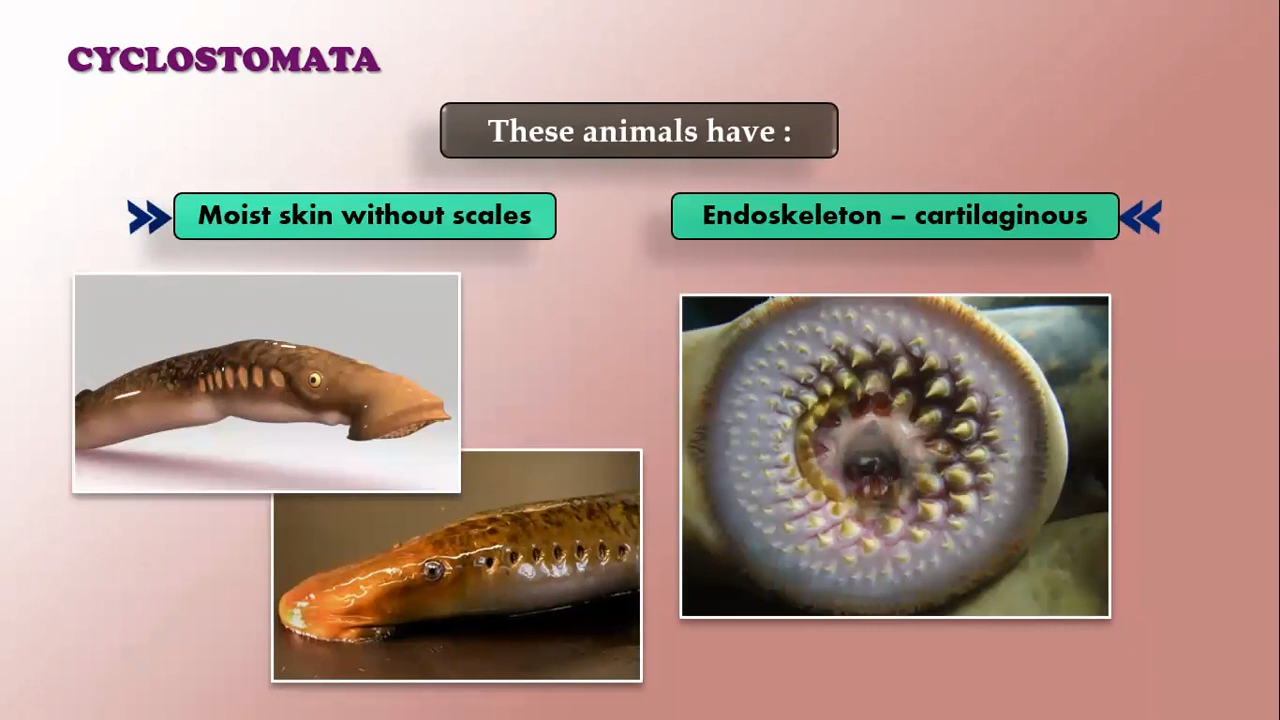 CYCLOSTOMATA
These animals have :
Moist skin without scales
Endoskeleton – cartilaginous